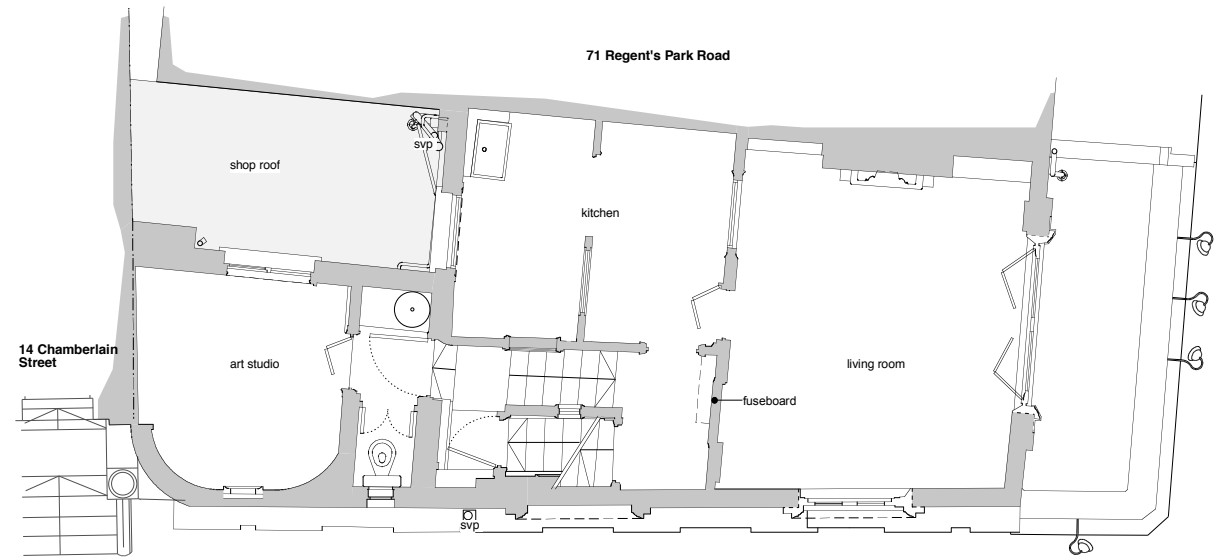 71 Regent's Park Road
svp
shop roof
kitchen
14 Chamberlain
Street
art studio
living room
fuseboard
svp